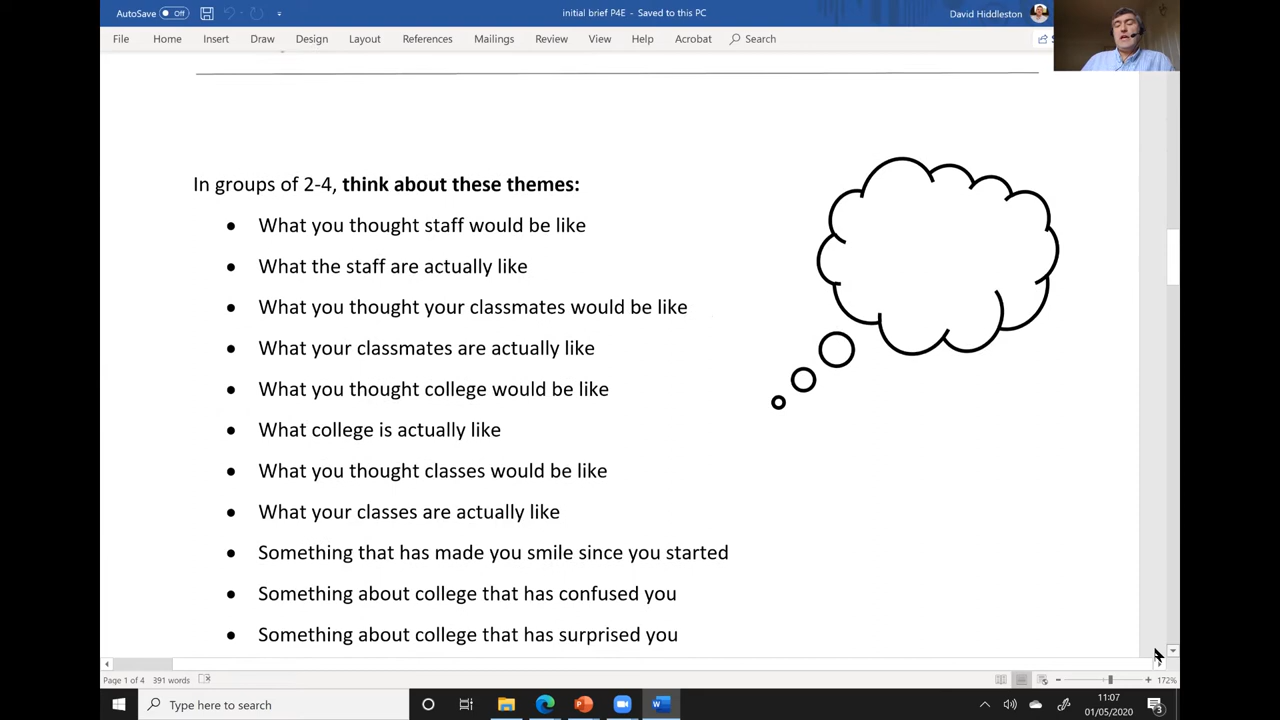 AutoSave Off initial brief P4E - Saved to this PC David Hiddleston
File Home Insert Draw Design Layout References Mailings Review View Help Acrobat Search
In groups of 2-4, think about these themes:
• What you thought staff would be like
• What the staff are actually like
• What you thought your classmates would be like
• What your classmates are actually like
• What you thought college would be like
• What college is actually like
• What you thought classes would be like
• What your classes are actually like
• Something that has made you smile since you started
• Something about college that has confused you
• Something about college that has surprised you
Page 1 of 4 391 words 172%
Type here to search 11:07
01/05/2020 3